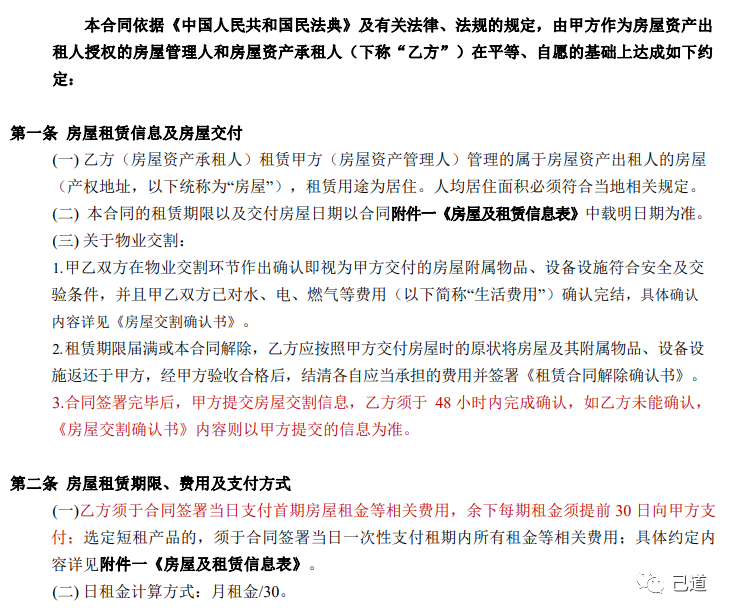 本合同依据《中国人民共和国民法典》及有关法律、法规的规定，由甲方作为房屋资产出
租人授权的房屋管理人和房屋资产承租人（下称“乙方”）在平等、自愿的基础上达成如下约
定：
第一条 房屋租赁信息及房屋交付
(一) 乙方（房屋资产承租人）租赁甲方（房屋资产管理人）管理的属于房屋资产出租人的房屋
（产权地址，以下统称为“房屋”），租赁用途为居住。人均居住面积必须符合当地相关规定。
(二) 本合同的租赁期限以及交付房屋日期以合同附件一《房屋及租赁信息表》中载明日期为准。
(三) 关于物业交割：
1.甲乙双方在物业交割环节作出确认即视为甲方交付的房屋附属物品、设备设施符合安全及交
验条件，并且甲乙双方已对水、电、燃气等费用（以下简称“生活费用”）确认完结，具体确认
内容详见《房屋交割确认书》。
2.租赁期限届满或本合同解除，乙方应按照甲方交付房屋时的原状将房屋及其附属物品、设备设
施返还于甲方，经甲方验收合格后，结清各自应当承担的费用并签署《租赁合同解除确认书》。
3.合同签署完毕后，甲方提交房屋交割信息，乙方须于 48 小时内完成确认，如乙方未能确认，
《房屋交割确认书》内容则以甲方提交的信息为准。
第二条 房屋租赁期限、费用及支付方式
(一)乙方须于合同签署当日支付首期房屋租金等相关费用，余下每期租金须提前 30 日向甲方支
付；选定短租产品的，须于合同签署当日一次性支付租期内所有租金等相关费用；具体约定内
容详见附件一《房屋及租赁信息表》。
(二) 日租金计算方式：月租金/30。
己道